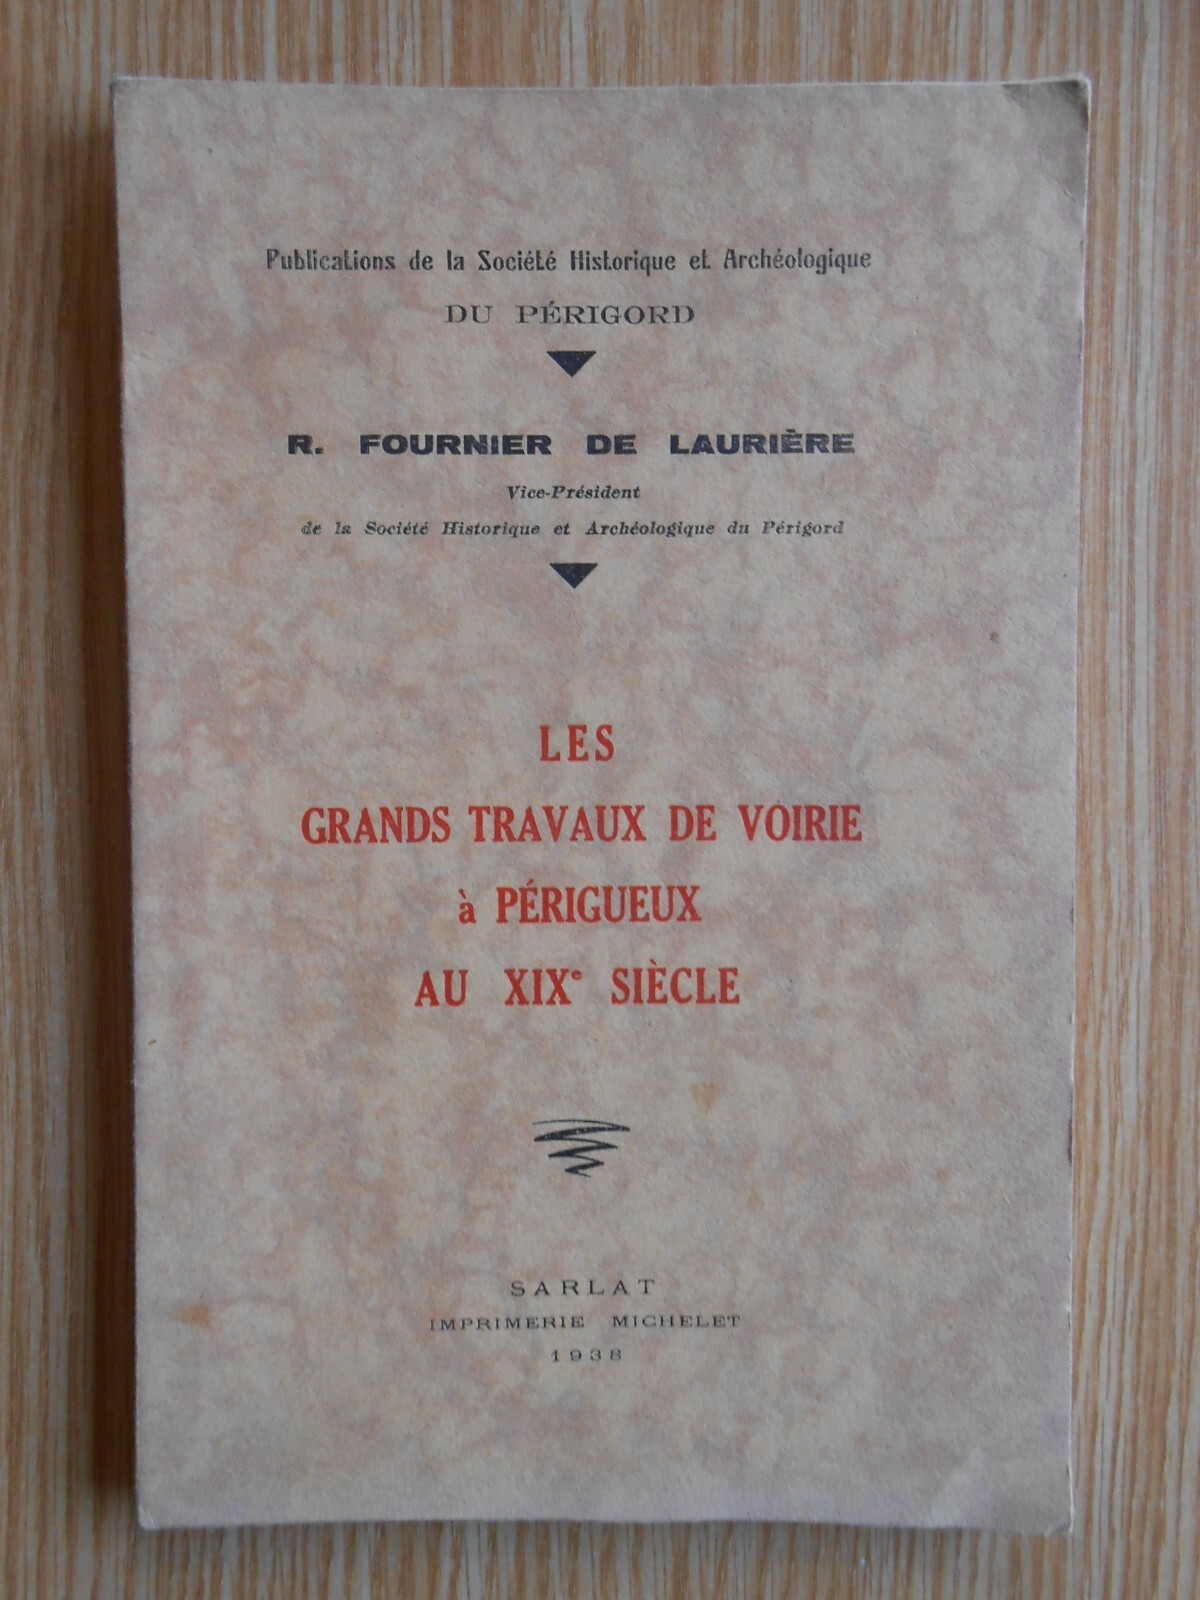 Publications de la Société Historique et Archéologique
DU PÉRIGORD
R. FOURNIER DE LAURIÈRE
Vice-Président
de la Société Historique et Archéologique du Périgord
LES
GRANDS TRAVAUX DE VOIRIE
à PÉRIGUEUX
AU XIXᵉ SIÈCLE
SARLAT
IMPRIMERIE MICHELET
1938